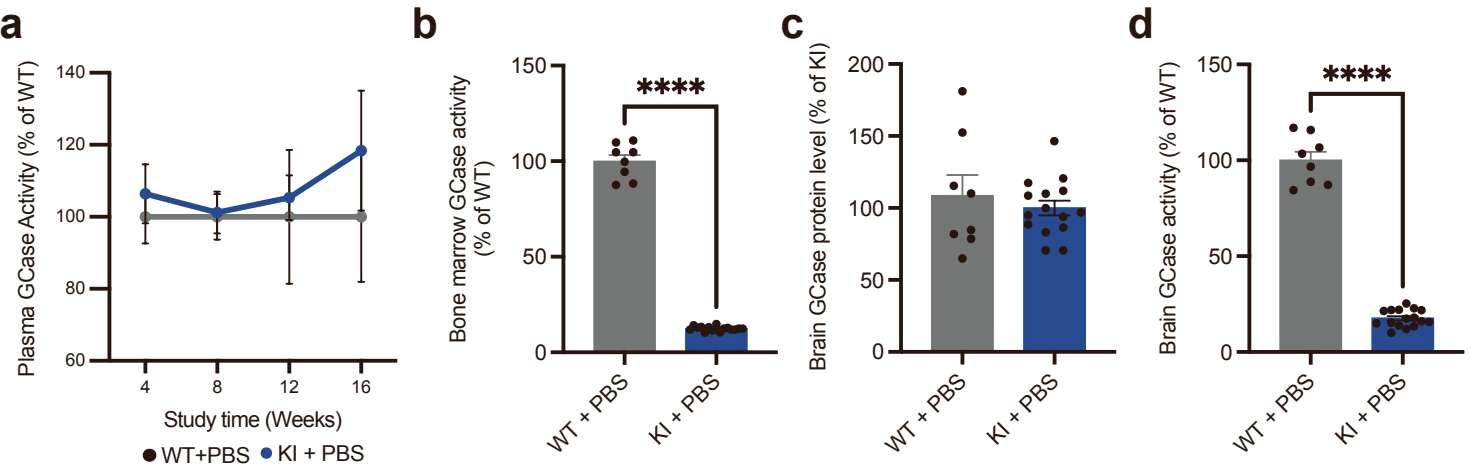 a
Plasma GCase Activity (% of WT)
140
120
100
80
60
4 8 12 16
Study time (Weeks)
WT+PBS KI + PBS
b
Bone marrow GCase activity
(% of WT)
150
100
50
0
****
WT + PBS
KI + PBS
c
Brain GCase protein level (% of KI)
200
150
100
50
0
WT + PBS
KI + PBS
d
Brain GCase activity (% of WT)
150
100
50
0
****
WT + PBS
KI + PBS